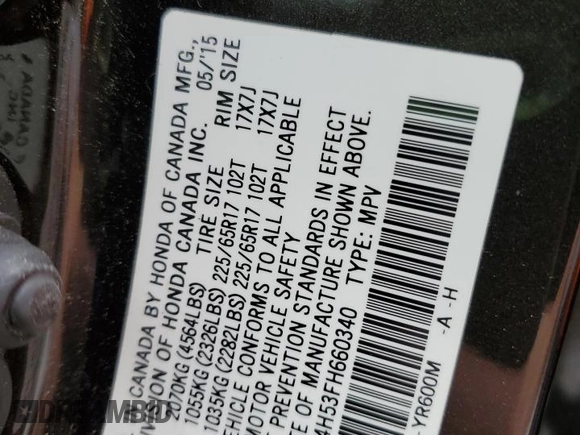 CANADA BY HONDA OF CANADA MFG.,
OF HONDA CANADA INC. 05/'15
2070KG (4564LBS) TIRE SIZE RIM SIZE
1055KG (2326LBS) 225/65R17 102T 17X7J
1035KG (2282LBS) 225/65R17 102T 17X7J
VEHICLE CONFORMS TO ALL APPLICABLE
MOTOR VEHICLE SAFETY
PREVENTION STANDARDS IN EFFECT
OF MANUFACTURE SHOWN ABOVE.
4H53FH660340 TYPE: MPV
YR600M -A-H
DREAMBID